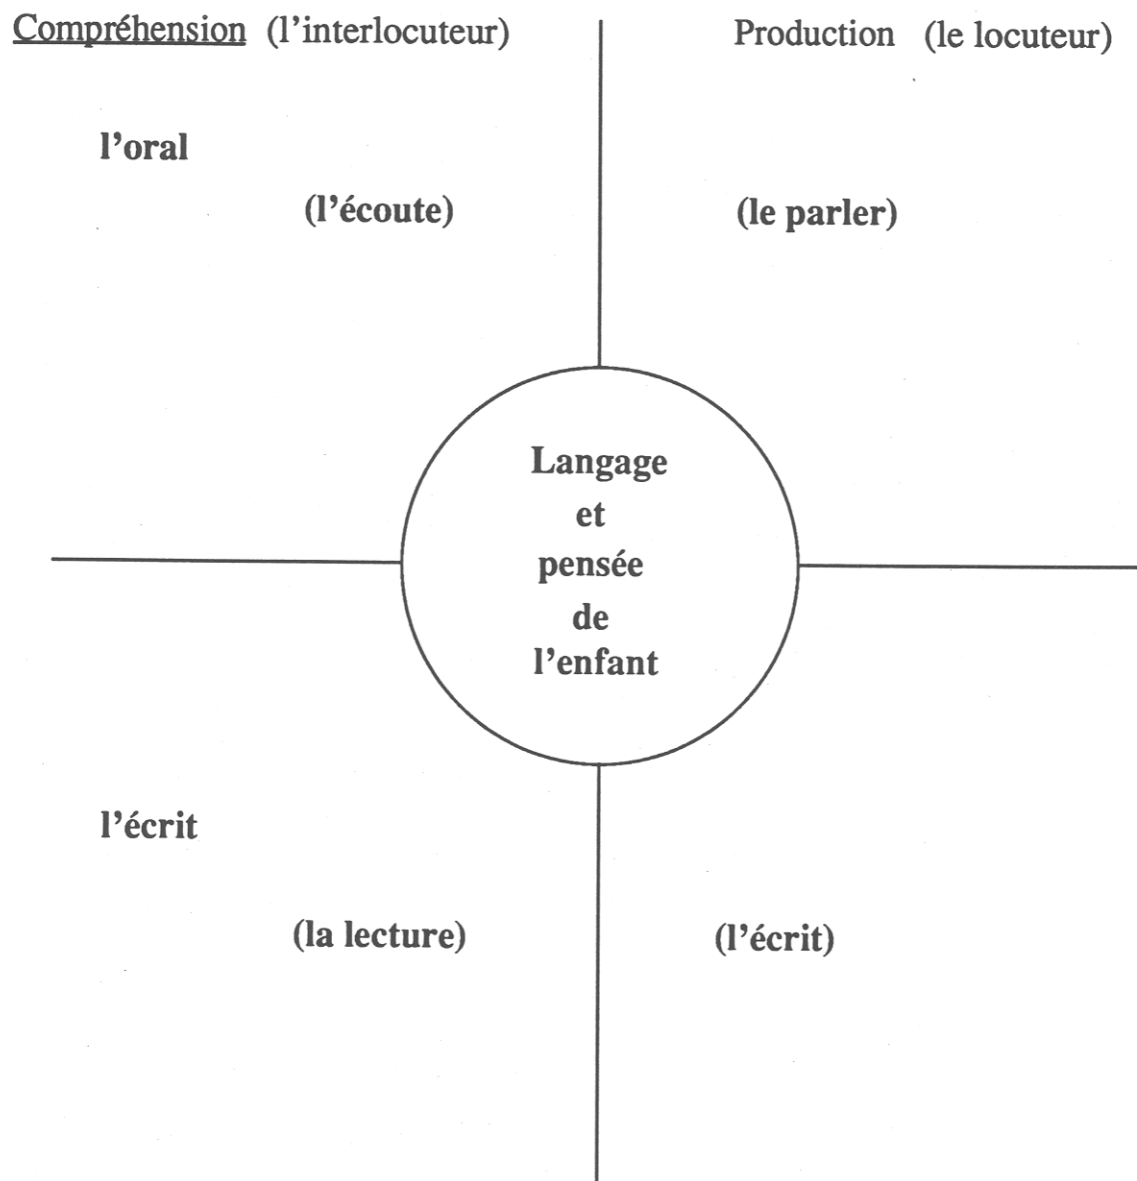 Compréhension (l'interlocuteur) Production (le locuteur)
l'oral
(l'écoute) (le parler)
Langage
et
pensée
de
l'enfant
l'écrit
(la lecture) (l'écrit)